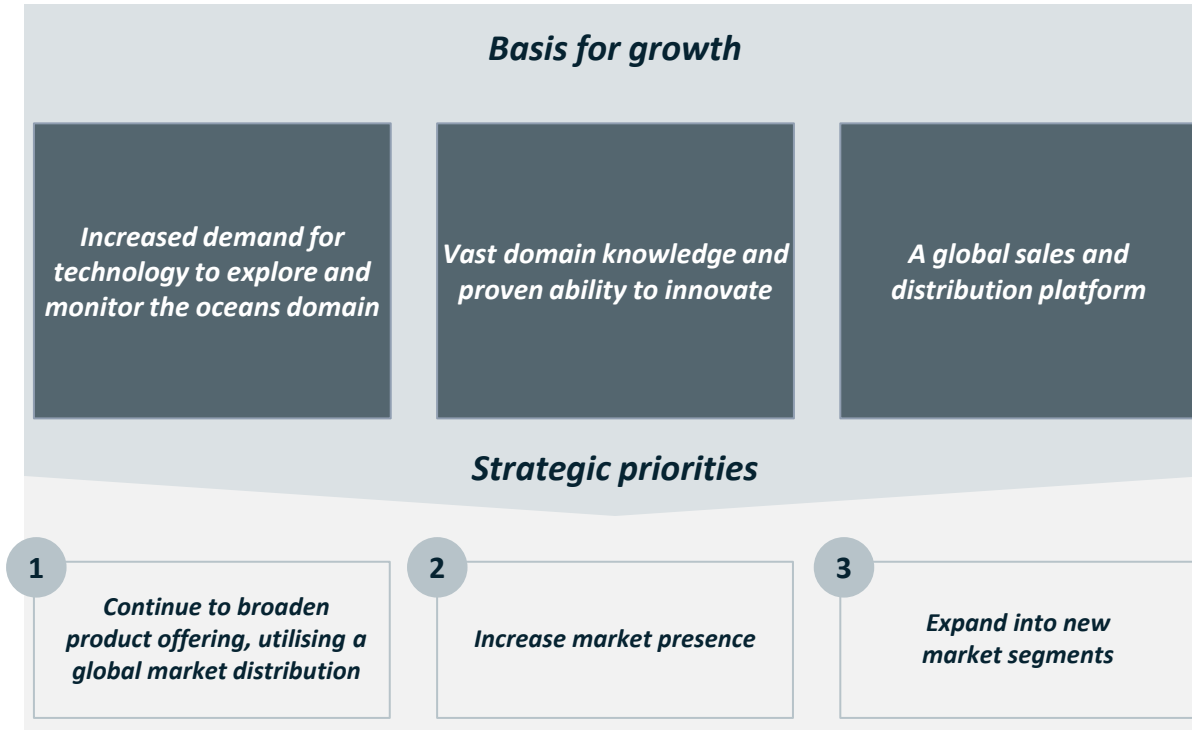 Basis for growth
Increased demand for
technology to explore and
monitor the oceans domain
Vast domain knowledge and
proven ability to innovate
A global sales and
distribution platform
Strategic priorities
1
Continue to broaden
product offering, utilising a
global market distribution
2
Increase market presence
3
Expand into new
market segments